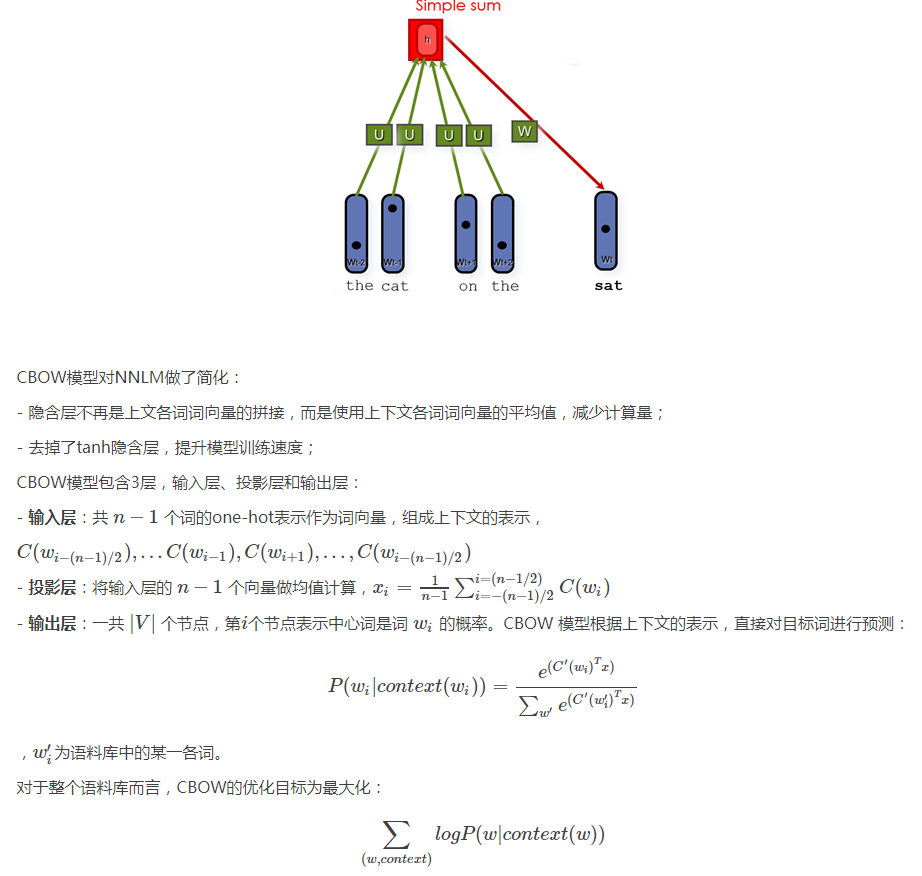 Simple sum
h
U U U U W
Wt-2 Wt-1 Wt+1 Wt+2 Wt
the cat on the sat
CBOW模型对NNLM做了简化：
- 隐含层不再是上文各词词向量的拼接，而是使用上下文各词词向量的平均值，减少计算量；
- 去掉了tanh隐含层，提升模型训练速度；
CBOW模型包含3层，输入层、投影层和输出层：
- 输入层：共 n − 1 个词的one-hot表示作为词向量，组成上下文的表示，
C(w_{i−(n−1)/2}), … C(w_{i−1}), C(w_{i+1}), … , C(w_{i−(n−1)/2})
- 投影层：将输入层的 n − 1 个向量做均值计算，x_i = \frac{1}{n−1} \sum_{i=−(n−1)/2}^{i=(n−1/2)} C(w_i)
- 输出层：一共 |V| 个节点，第i个节点表示中心词是词 w_i 的概率。CBOW 模型根据上下文的表示，直接对目标词进行预测：
P(w_i|context(w_i)) = \frac{e^{(C'(w_i)^T x)}}{\sum_{w'} e^{(C'(w'_i)^T x)}}
，w'_i为语料库中的某一各词。
对于整个语料库而言，CBOW的优化目标为最大化：
\sum_{(w,context)} logP(w|context(w))